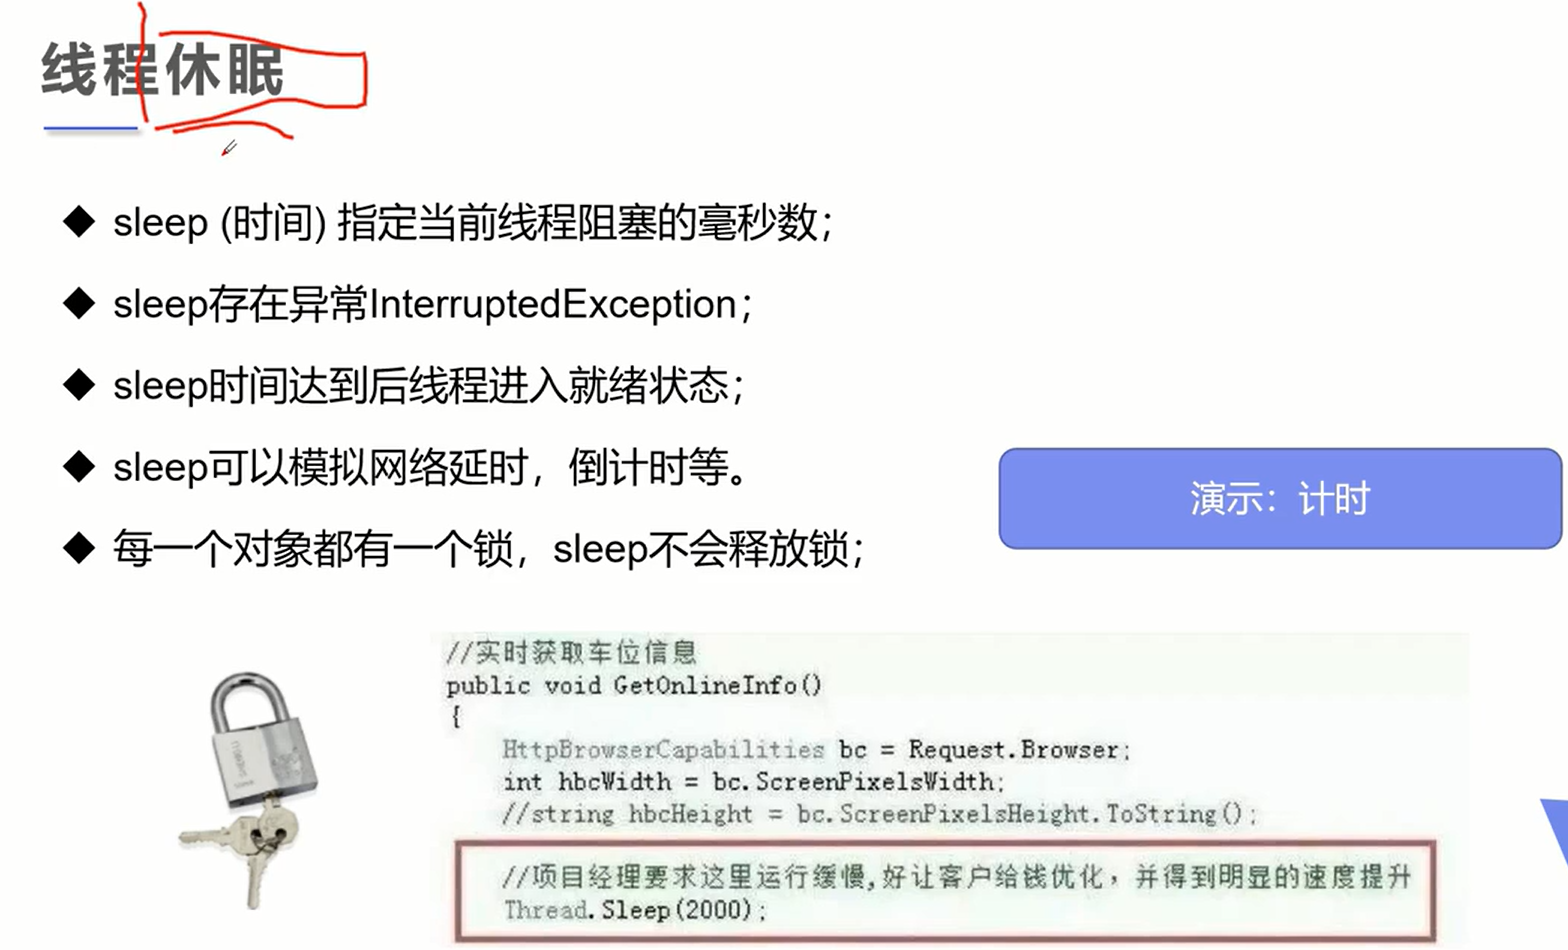 线程休眠
sleep (时间) 指定当前线程阻塞的毫秒数；
sleep存在异常InterruptedException；
sleep时间达到后线程进入就绪状态；
sleep可以模拟网络延时，倒计时等。
每一个对象都有一个锁，sleep不会释放锁；
演示：计时
//实时获取车位信息
public void GetOnlineInfo()
{
HttpBrowserCapabilities bc = Request.Browser;
int hbcWidth = bc.ScreenPixelsWidth;
//string hbcHeight = bc.ScreenPixelsHeight.ToString();
//项目经理要求这里运行缓慢,好让客户给钱优化，并得到明显的速度提升
Thread.Sleep(2000);